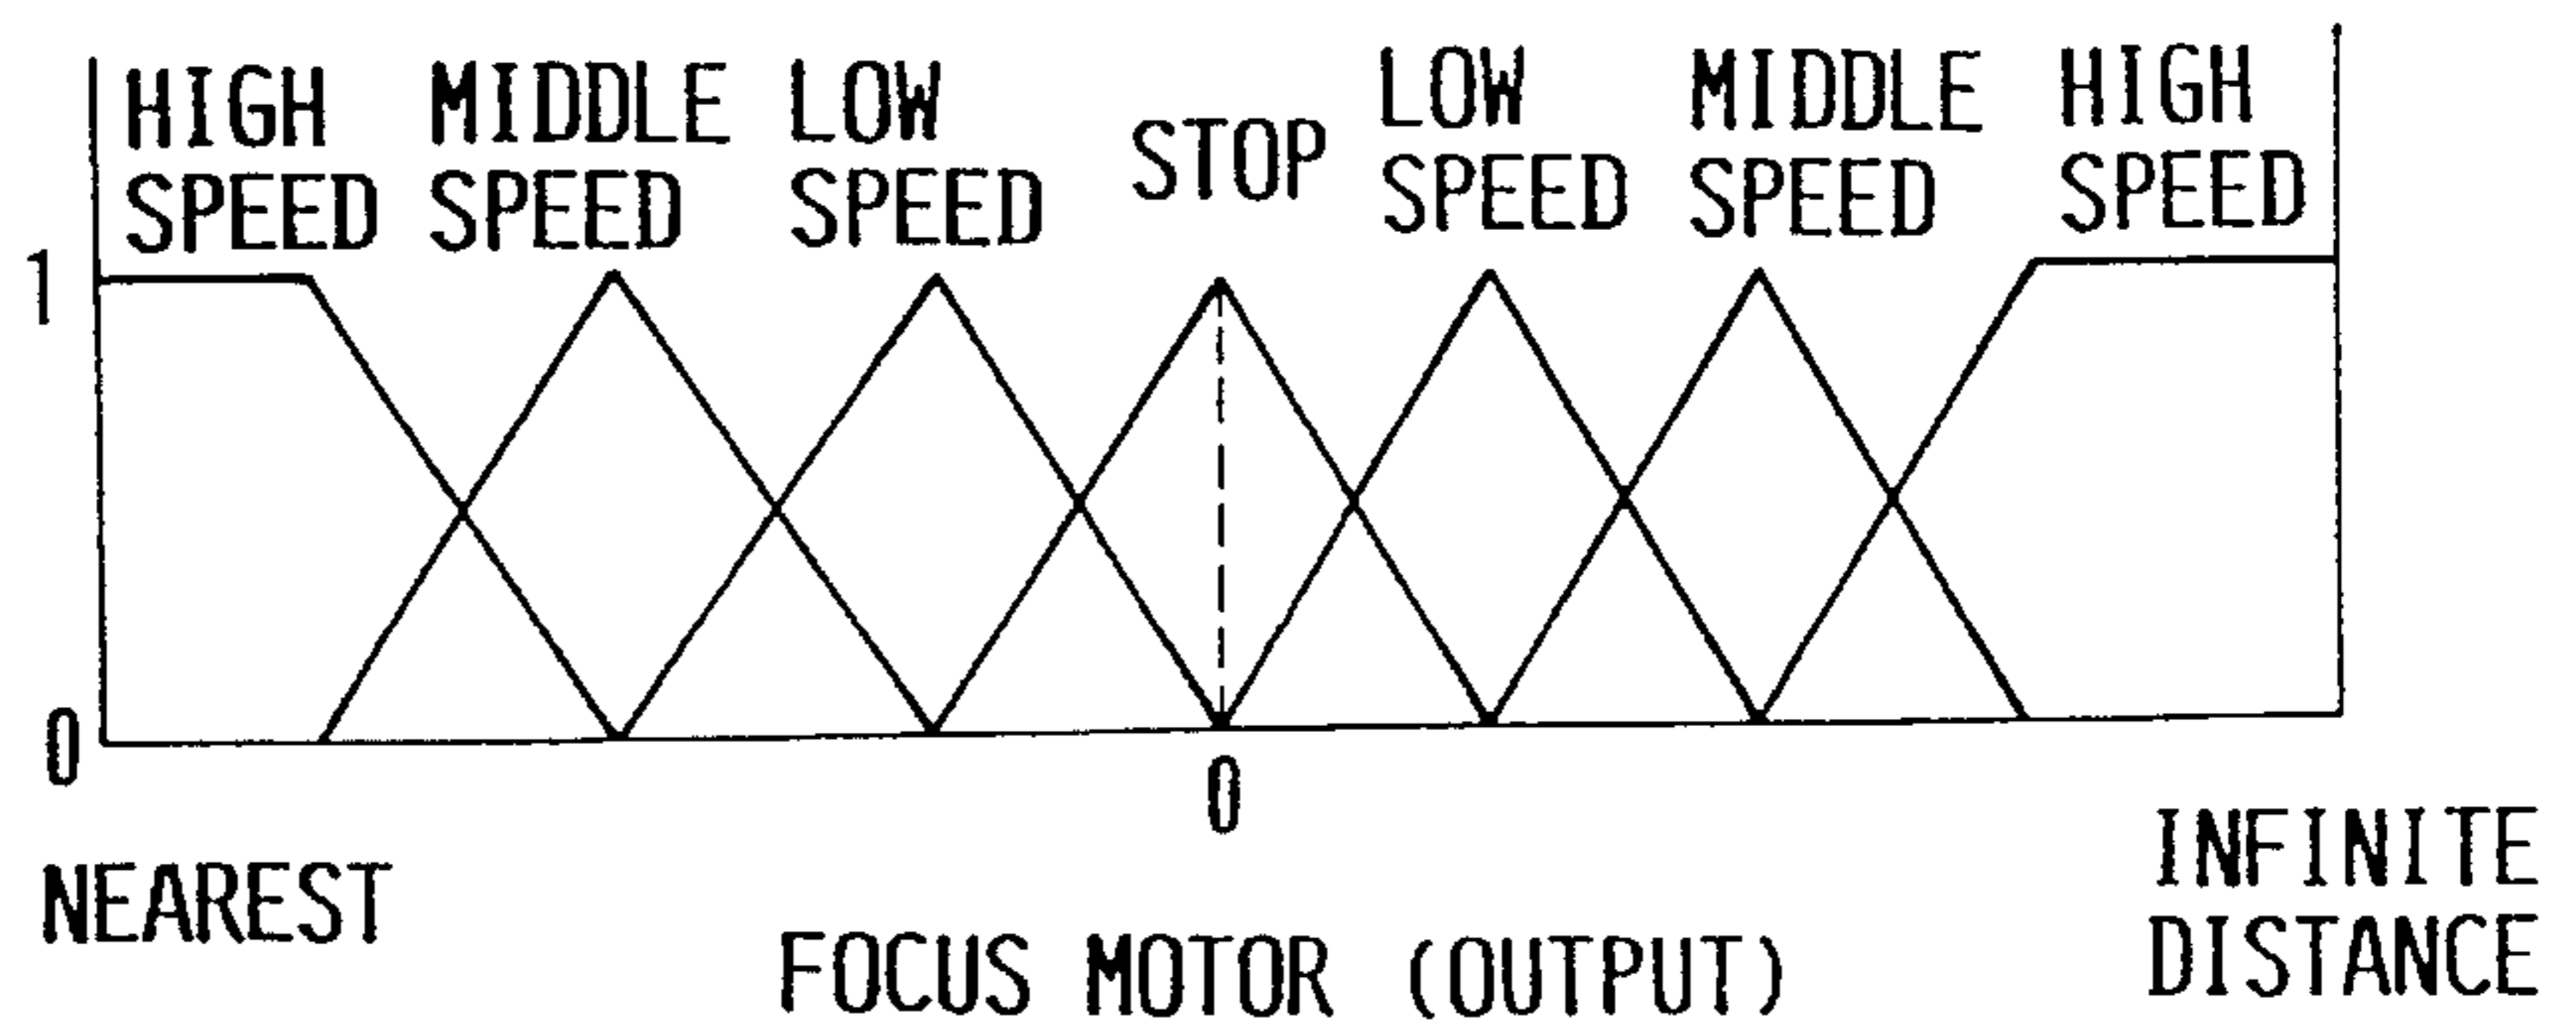 HIGH SPEED
MIDDLE SPEED
LOW SPEED
STOP
LOW SPEED
MIDDLE SPEED
HIGH SPEED
1
0
0
NEAREST
FOCUS MOTOR (OUTPUT)
INFINITE
DISTANCE